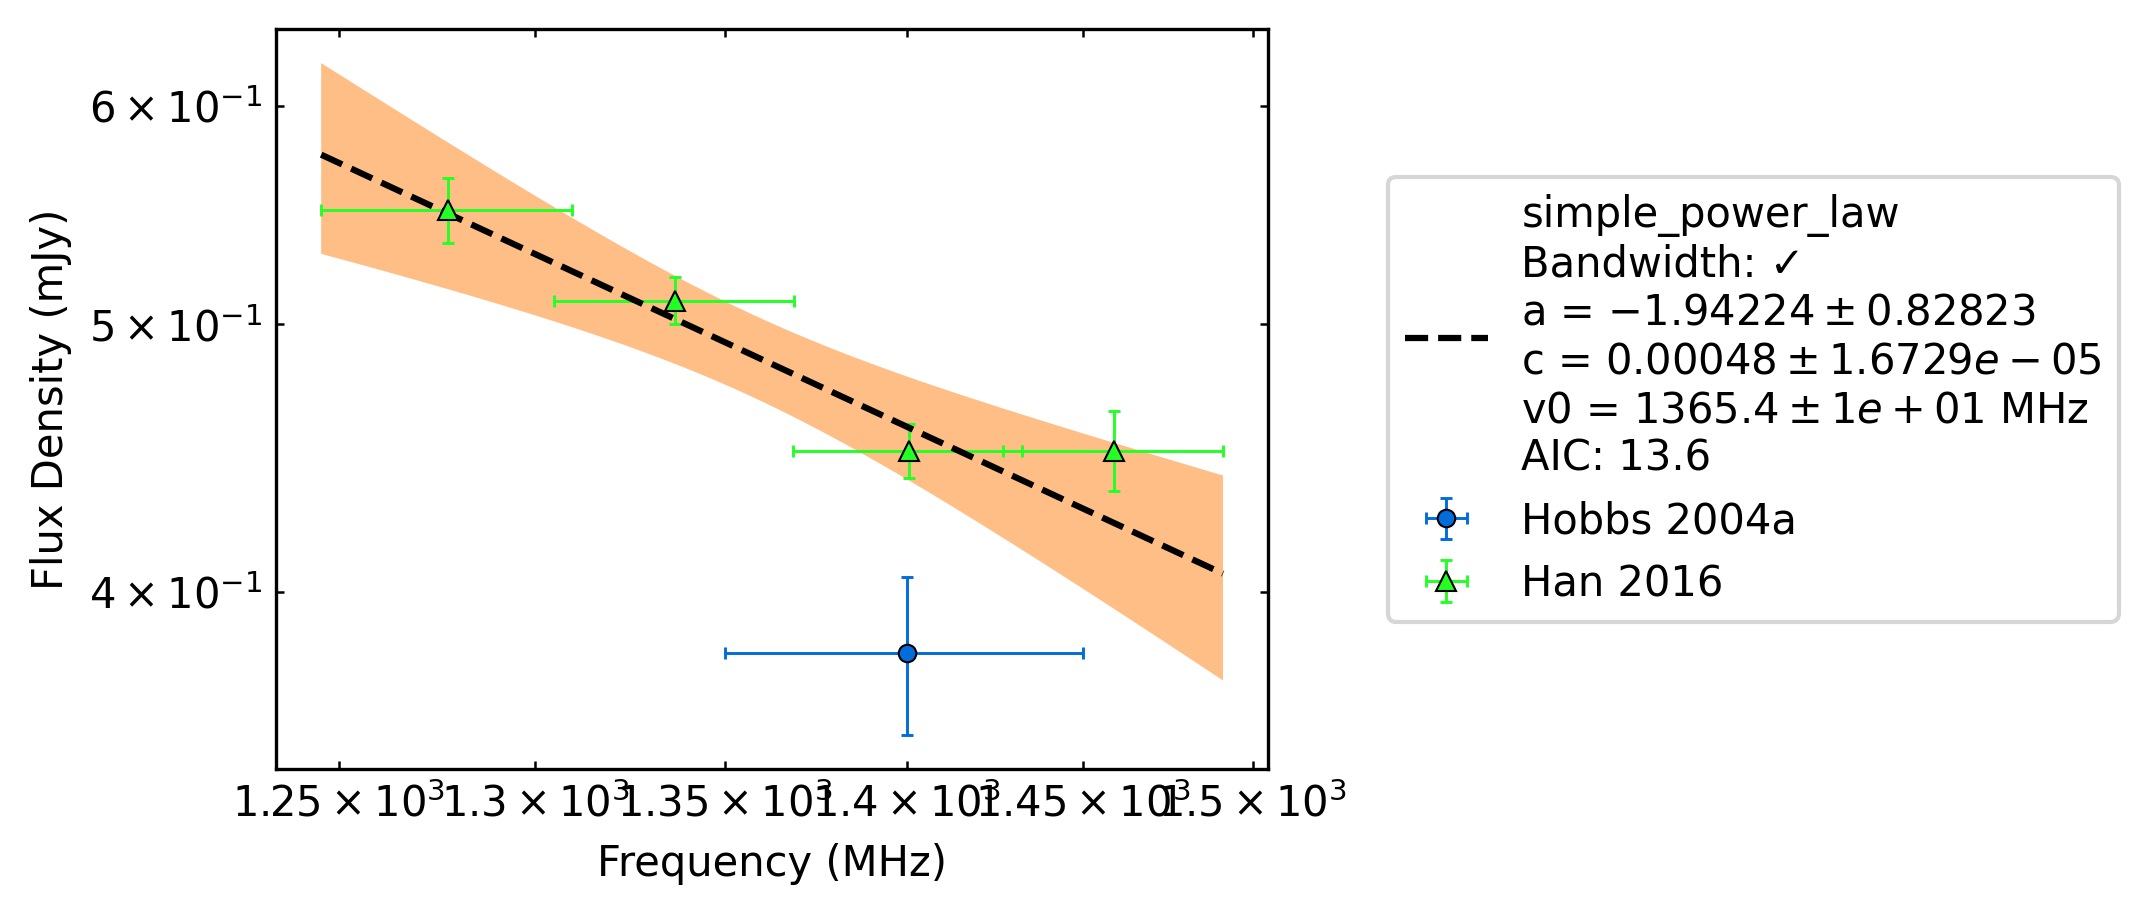 6×10⁻¹
5×10⁻¹
4×10⁻¹
Flux Density (mJy)
1.25×10³ 1.3×10³ 1.35×10³ 1.4×10³ 1.45×10³ 1.5×10³
Frequency (MHz)
simple_power_law
Bandwidth: ✓
a = −1.94224 ± 0.82823
c = 0.00048 ± 1.6729e − 05
v0 = 1365.4 ± 1e + 01 MHz
AIC: 13.6
Hobbs 2004a
Han 2016